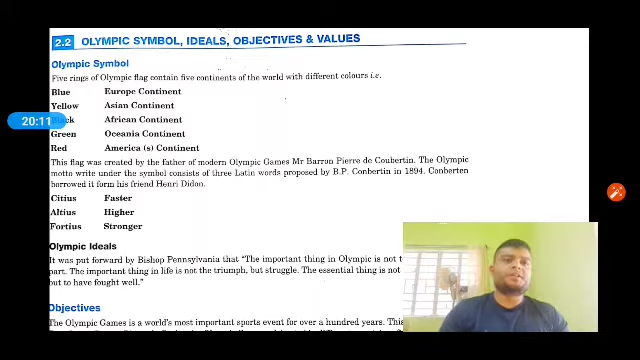 2.2 OLYMPIC SYMBOL, IDEALS, OBJECTIVES & VALUES
Olympic Symbol
Five rings of Olympic flag contain five continents of the world with different colours i.e.
Blue Europe Continent
Yellow Asian Continent
Black African Continent
20:11
Green Oceania Continent
Red America (s) Continent
This flag was created by the father of modern Olympic Games Mr Barron Pierre de Coubertin. The Olympic
motto write under the symbol consists of three Latin words proposed by B.P. Conbertin in 1894. Conberten
borrowed it form his friend Henri Didon.
Citius Faster
Altius Higher
Fortius Stronger
Olympic Ideals
It was put forward by Bishop Pennsylvania that "The important thing in Olympic is not to
part. The important thing in life is not the triumph, but struggle. The essential thing is not
but to have fought well."
Objectives
The Olympic Games is a world's most important sports event for over a hundred years. This